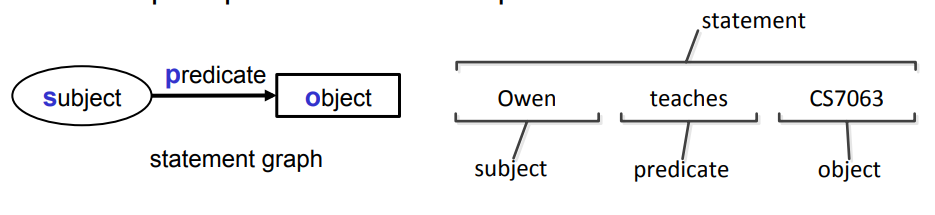 statement
predicate
subject
object
statement graph
Owen teaches CS7063
subject predicate object